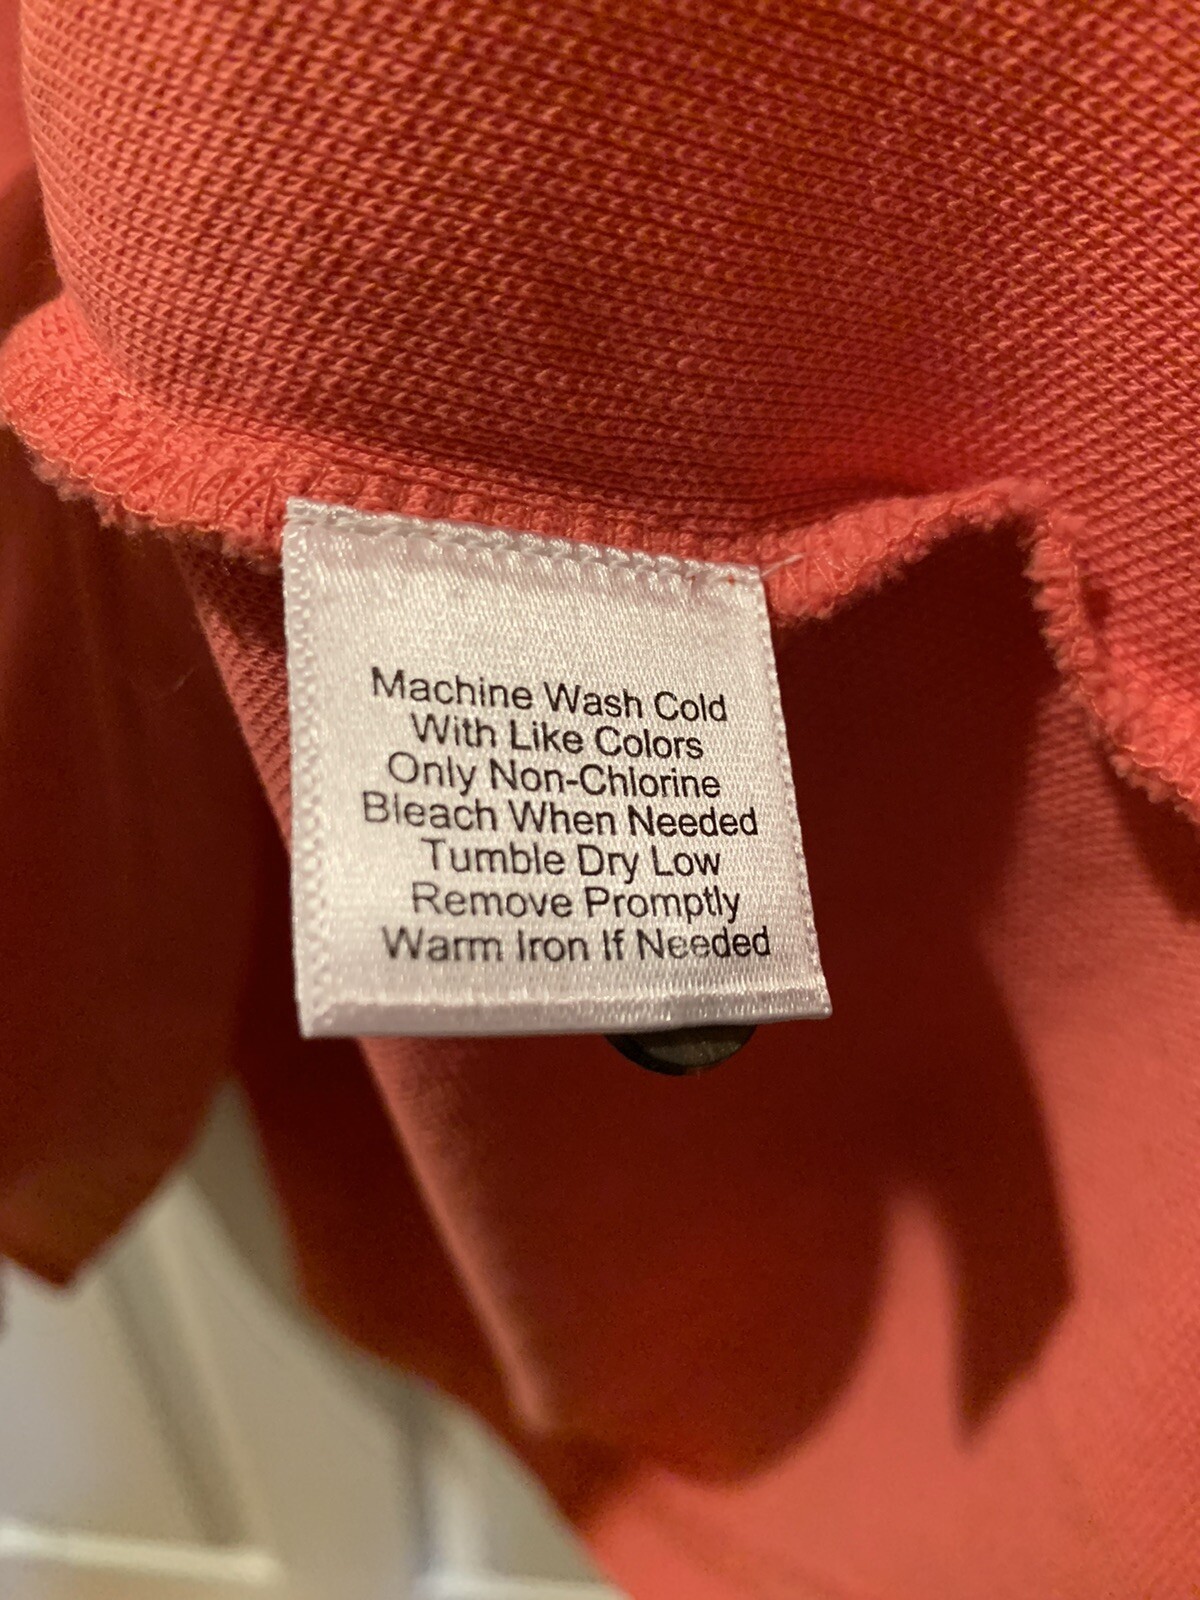 Machine Wash Cold
With Like Colors
Only Non-Chlorine
Bleach When Needed
Tumble Dry Low
Remove Promptly
Warm Iron If Needed